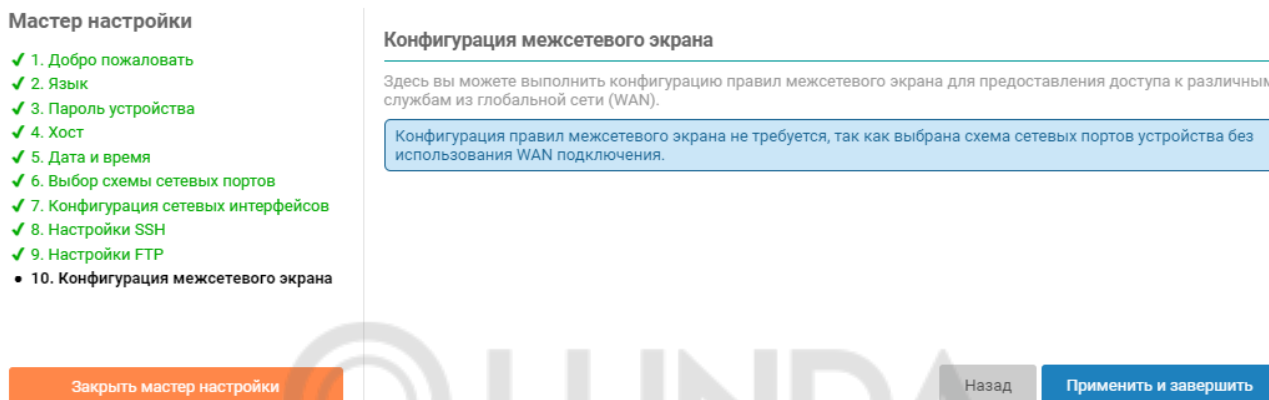 Мастер настройки
✔ 1. Добро пожаловать
✔ 2. Язык
✔ 3. Пароль устройства
✔ 4. Хост
✔ 5. Дата и время
✔ 6. Выбор схемы сетевых портов
✔ 7. Конфигурация сетевых интерфейсов
✔ 8. Настройки SSH
✔ 9. Настройки FTP
• 10. Конфигурация межсетевого экрана
Закрыть мастер настройки
Конфигурация межсетевого экрана
Здесь вы можете выполнить конфигурацию правил межсетевого экрана для предоставления доступа к различным
службам из глобальной сети (WAN).
Конфигурация правил межсетевого экрана не требуется, так как выбрана схема сетевых портов устройства без
использования WAN подключения.
Назад
Применить и завершить